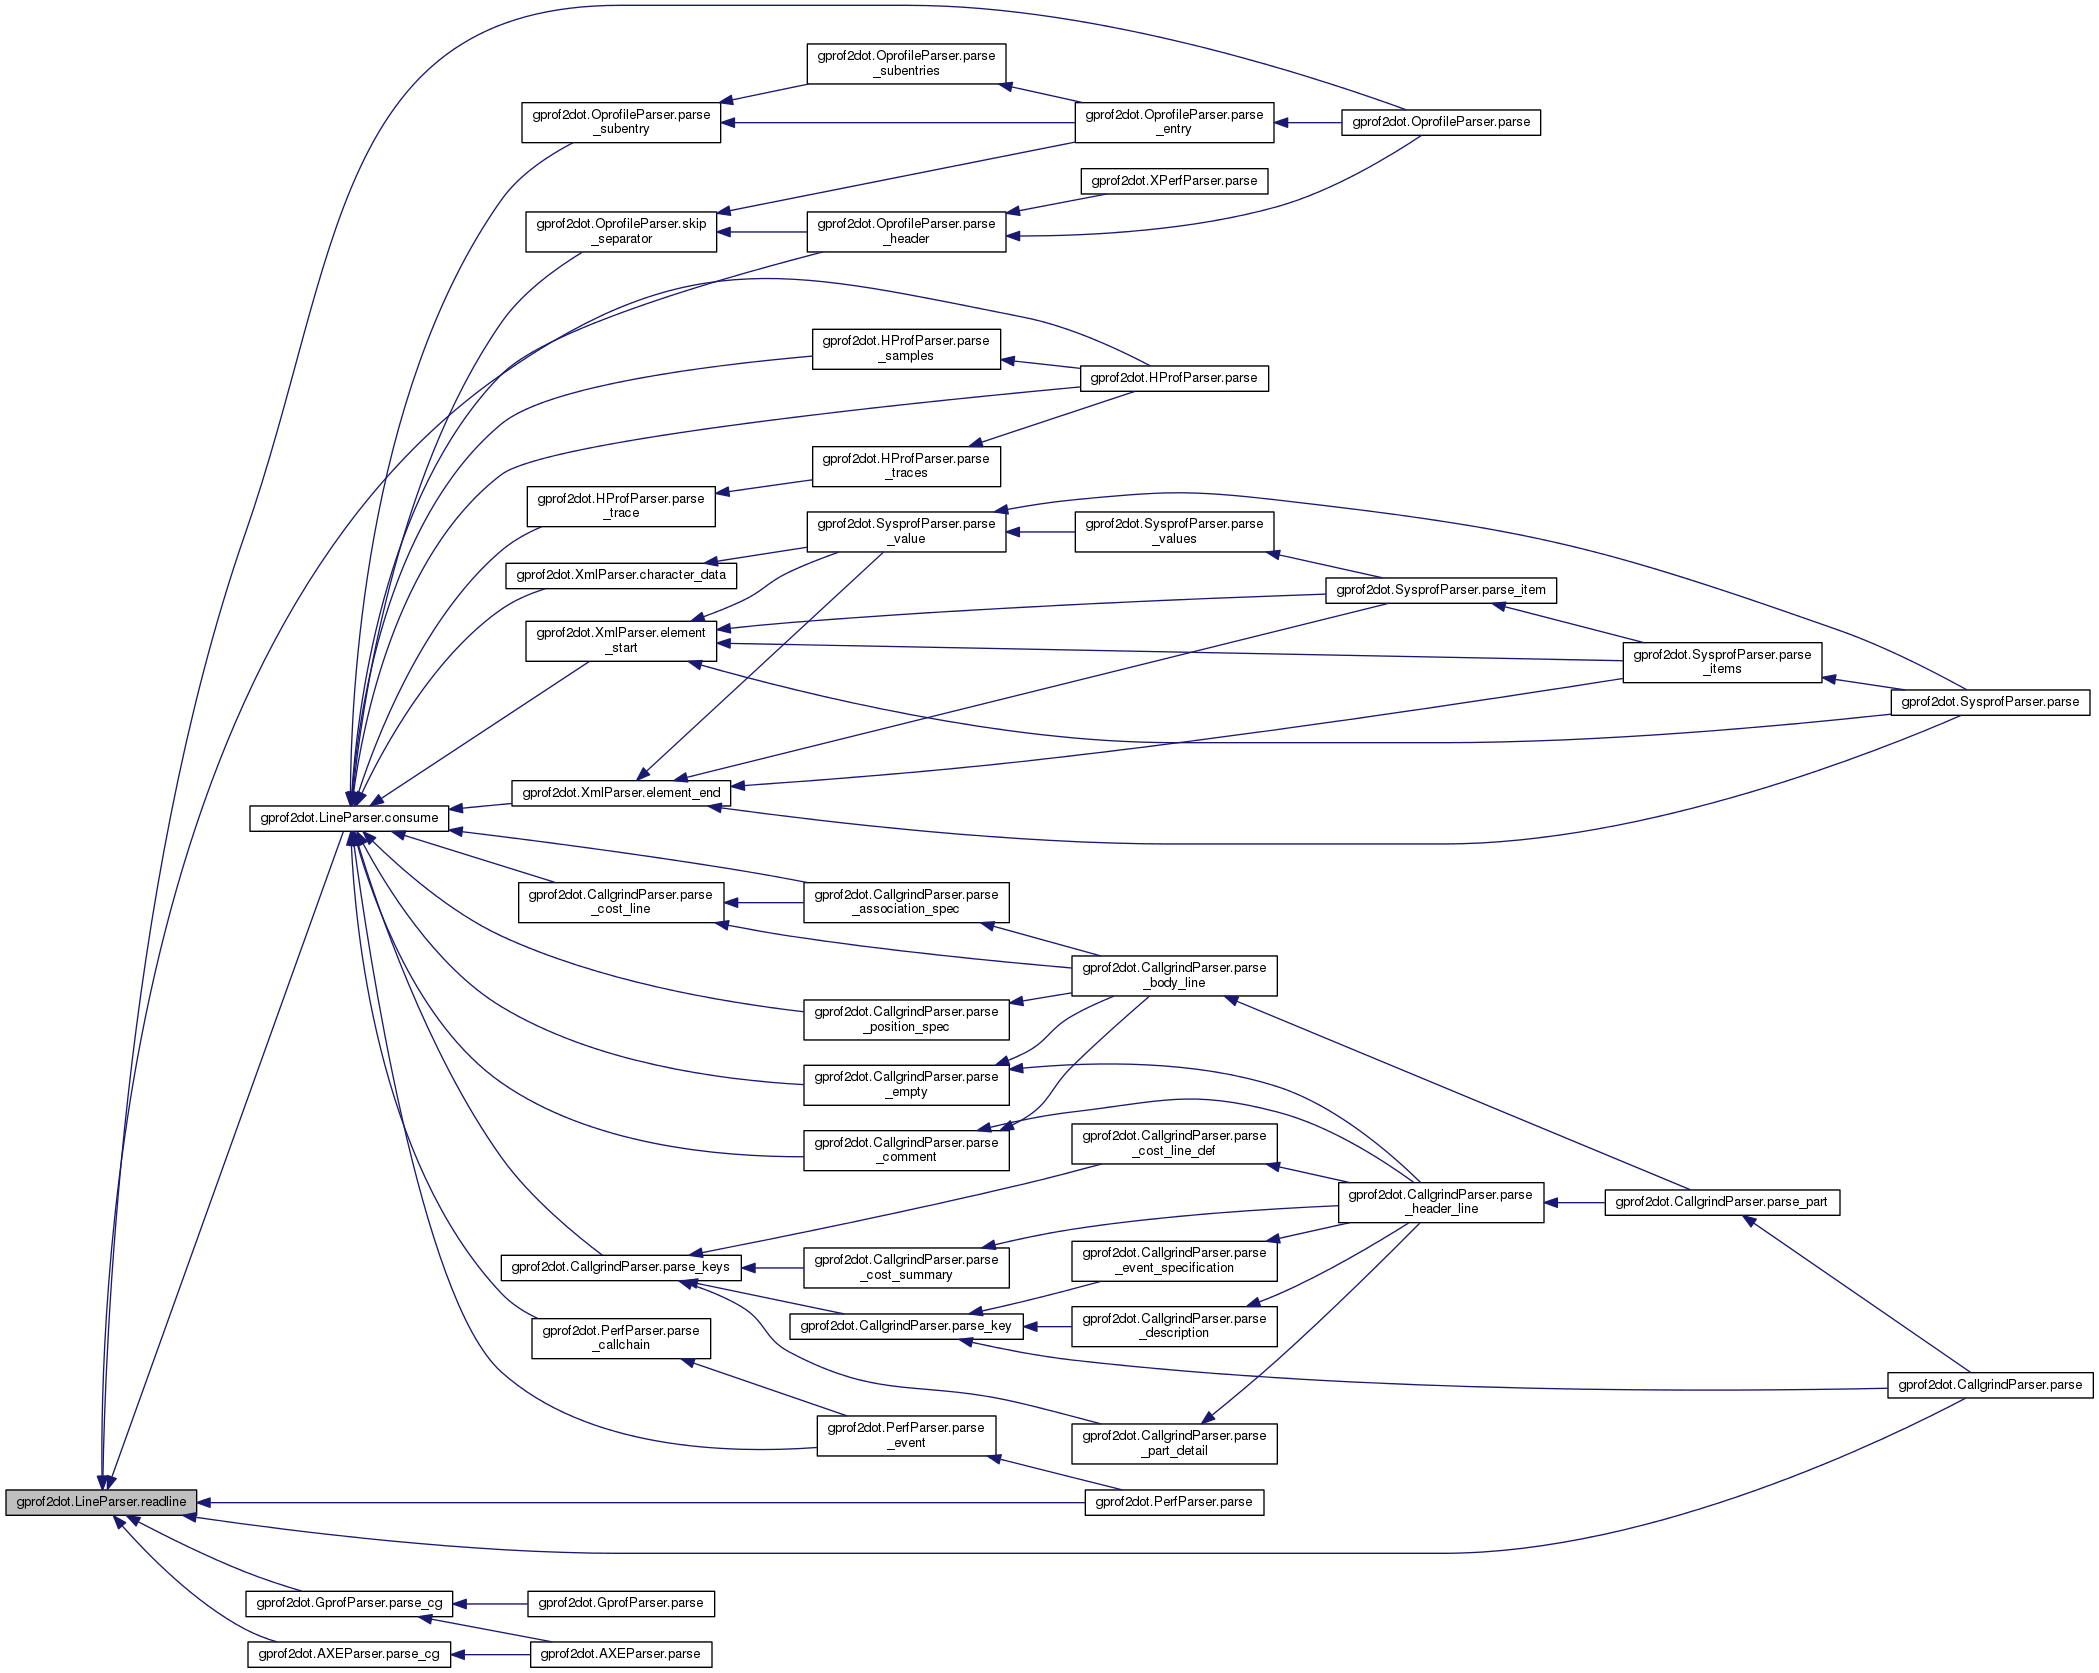 gprof2dot.OprofileParser.parse
_subentries
gprof2dot.OprofileParser.parse
_subentry
gprof2dot.OprofileParser.parse
_entry
gprof2dot.OprofileParser.parse
gprof2dot.XPerfParser.parse
gprof2dot.OprofileParser.skip
_separator
gprof2dot.OprofileParser.parse
_header
gprof2dot.HProfParser.parse
_samples
gprof2dot.HProfParser.parse
gprof2dot.HProfParser.parse
_traces
gprof2dot.HProfParser.parse
_trace
gprof2dot.SysprofParser.parse
_value
gprof2dot.SysprofParser.parse
_values
gprof2dot.XmlParser.character_data
gprof2dot.SysprofParser.parse_item
gprof2dot.XmlParser.element
_start
gprof2dot.SysprofParser.parse
_items
gprof2dot.SysprofParser.parse
gprof2dot.XmlParser.element_end
gprof2dot.LineParser.consume
gprof2dot.CallgrindParser.parse
_cost_line
gprof2dot.CallgrindParser.parse
_association_spec
gprof2dot.CallgrindParser.parse
_body_line
gprof2dot.CallgrindParser.parse
_position_spec
gprof2dot.CallgrindParser.parse
_empty
gprof2dot.CallgrindParser.parse
_comment
gprof2dot.CallgrindParser.parse
_cost_line_def
gprof2dot.CallgrindParser.parse
_header_line
gprof2dot.CallgrindParser.parse_part
gprof2dot.CallgrindParser.parse_keys
gprof2dot.CallgrindParser.parse
_cost_summary
gprof2dot.CallgrindParser.parse
_event_specification
gprof2dot.CallgrindParser.parse_key
gprof2dot.CallgrindParser.parse
_description
gprof2dot.PerfParser.parse
_callchain
gprof2dot.CallgrindParser.parse
gprof2dot.PerfParser.parse
_event
gprof2dot.CallgrindParser.parse
_part_detail
gprof2dot.LineParser.readline
gprof2dot.PerfParser.parse
gprof2dot.GprofParser.parse_cg
gprof2dot.GprofParser.parse
gprof2dot.AXEParser.parse_cg
gprof2dot.AXEParser.parse